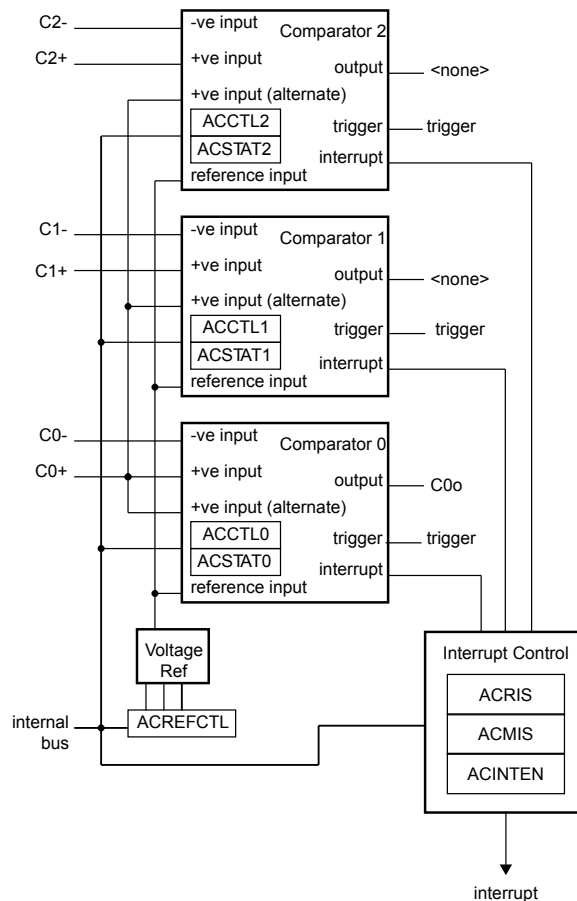 C2-
-ve input
Comparator 2
C2+
+ve input
output
<none>
+ve input (alternate)
ACCTL2
trigger
trigger
ACSTAT2
interrupt
reference input
C1-
-ve input
Comparator 1
C1+
+ve input
output
<none>
+ve input (alternate)
ACCTL1
trigger
trigger
ACSTAT1
interrupt
reference input
C0-
-ve input
Comparator 0
C0+
+ve input
output
C0o
+ve input (alternate)
ACCTL0
trigger
trigger
ACSTAT0
interrupt
reference input
Voltage
Ref
Interrupt Control
ACRIS
ACMIS
ACINTEN
internal
bus
ACREFCTL
interrupt